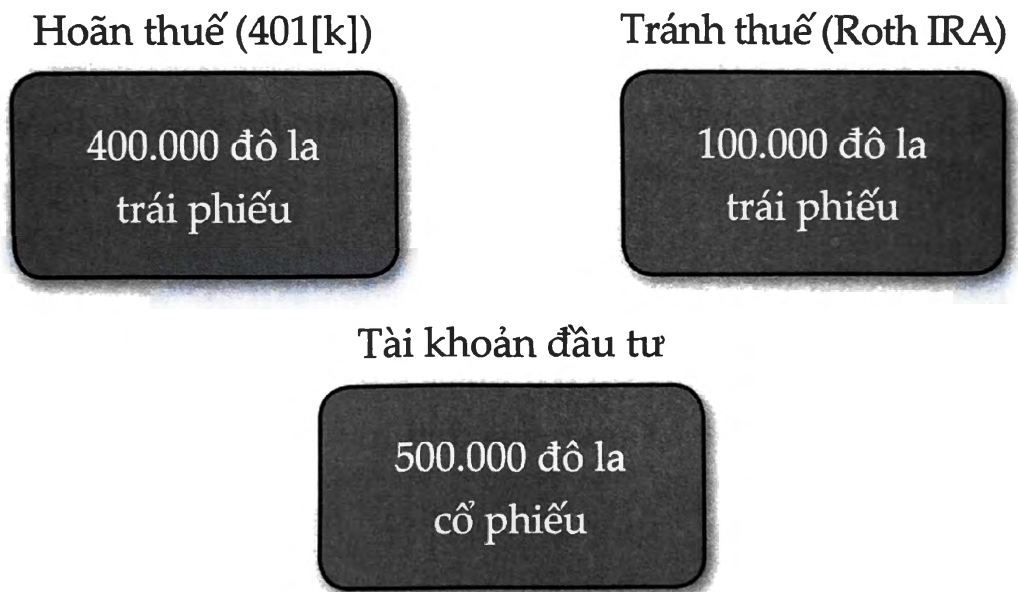 Hoãn thuế (401[k])
400.000 đô la
trái phiếu
Tránh thuế (Roth IRA)
100.000 đô la
trái phiếu
Tài khoản đầu tư
500.000 đô la
cổ phiếu